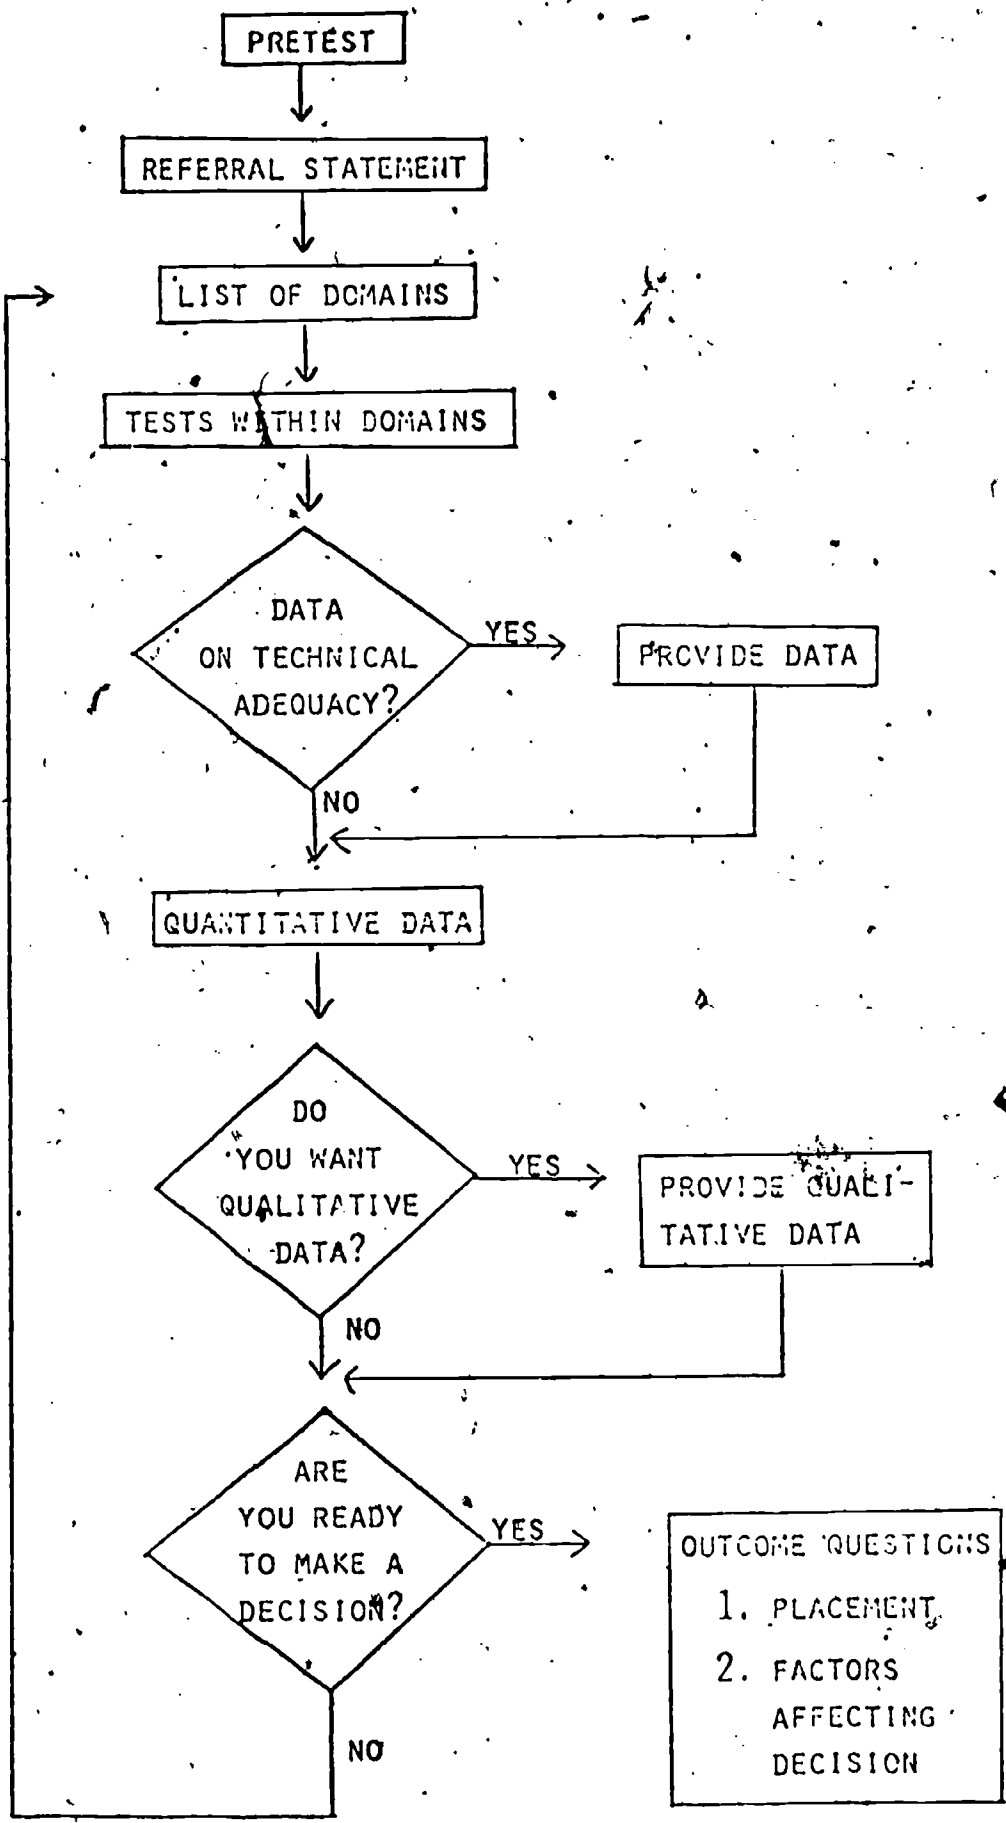 PRETEST
REFERRAL STATEMENT
LIST OF DOMAINS
TESTS WITHIN DOMAINS
DATA
ON TECHNICAL
ADEQUACY?
YES
PROVIDE DATA
NO
QUANTITATIVE DATA
DO
YOU WANT
QUALITATIVE
DATA?
YES
PROVIDE QUALI-
TATIVE DATA
NO
ARE
YOU READY
TO MAKE A
DECISION?
YES
OUTCOME QUESTIONS
1. PLACEMENT
2. FACTORS
AFFECTING
DECISION
NO